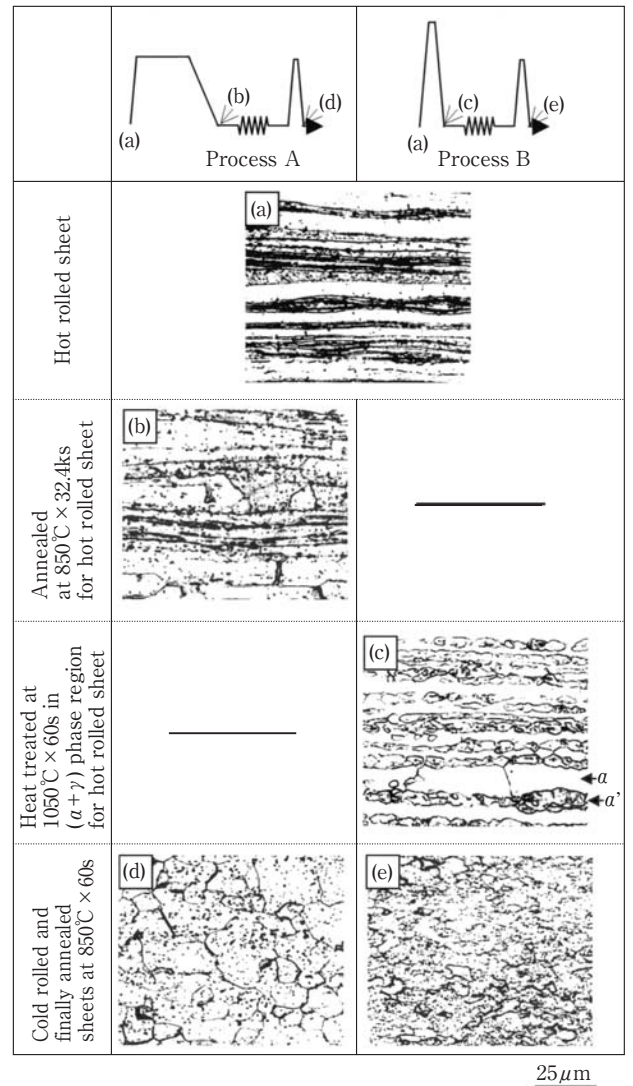 (b)
(d)
(a)
Process A
(c)
(e)
(a)
Process B
Hot rolled sheet
(a)
Annealed
at 850℃ × 32.4ks
for hot rolled sheet
(b)
Heat treated at
1050℃ × 60s in
(α+γ) phase region
for hot rolled sheet
(c)
α
α'
Cold rolled and
finally annealed
sheets at 850℃ × 60s
(d)
(e)
25μm